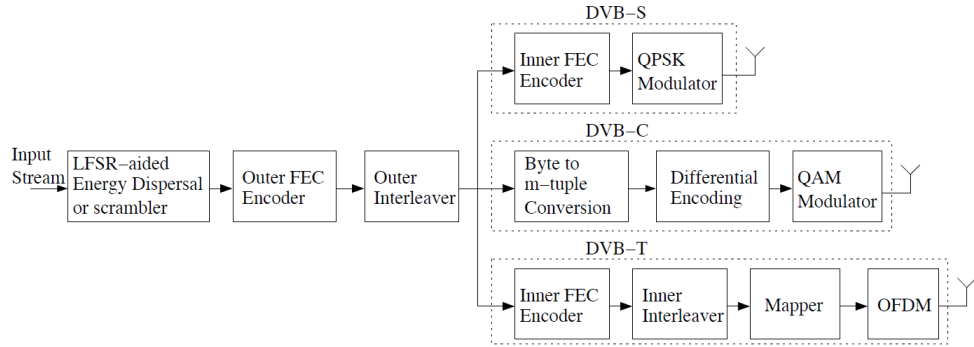 DVB−S
Inner FEC
Encoder
QPSK
Modulator
DVB−C
Input
Stream
LFSR−aided
Energy Dispersal
or scrambler
Outer FEC
Encoder
Outer
Interleaver
Byte to
m−tuple
Conversion
Differential
Encoding
QAM
Modulator
DVB−T
Inner FEC
Encoder
Inner
Interleaver
Mapper
OFDM